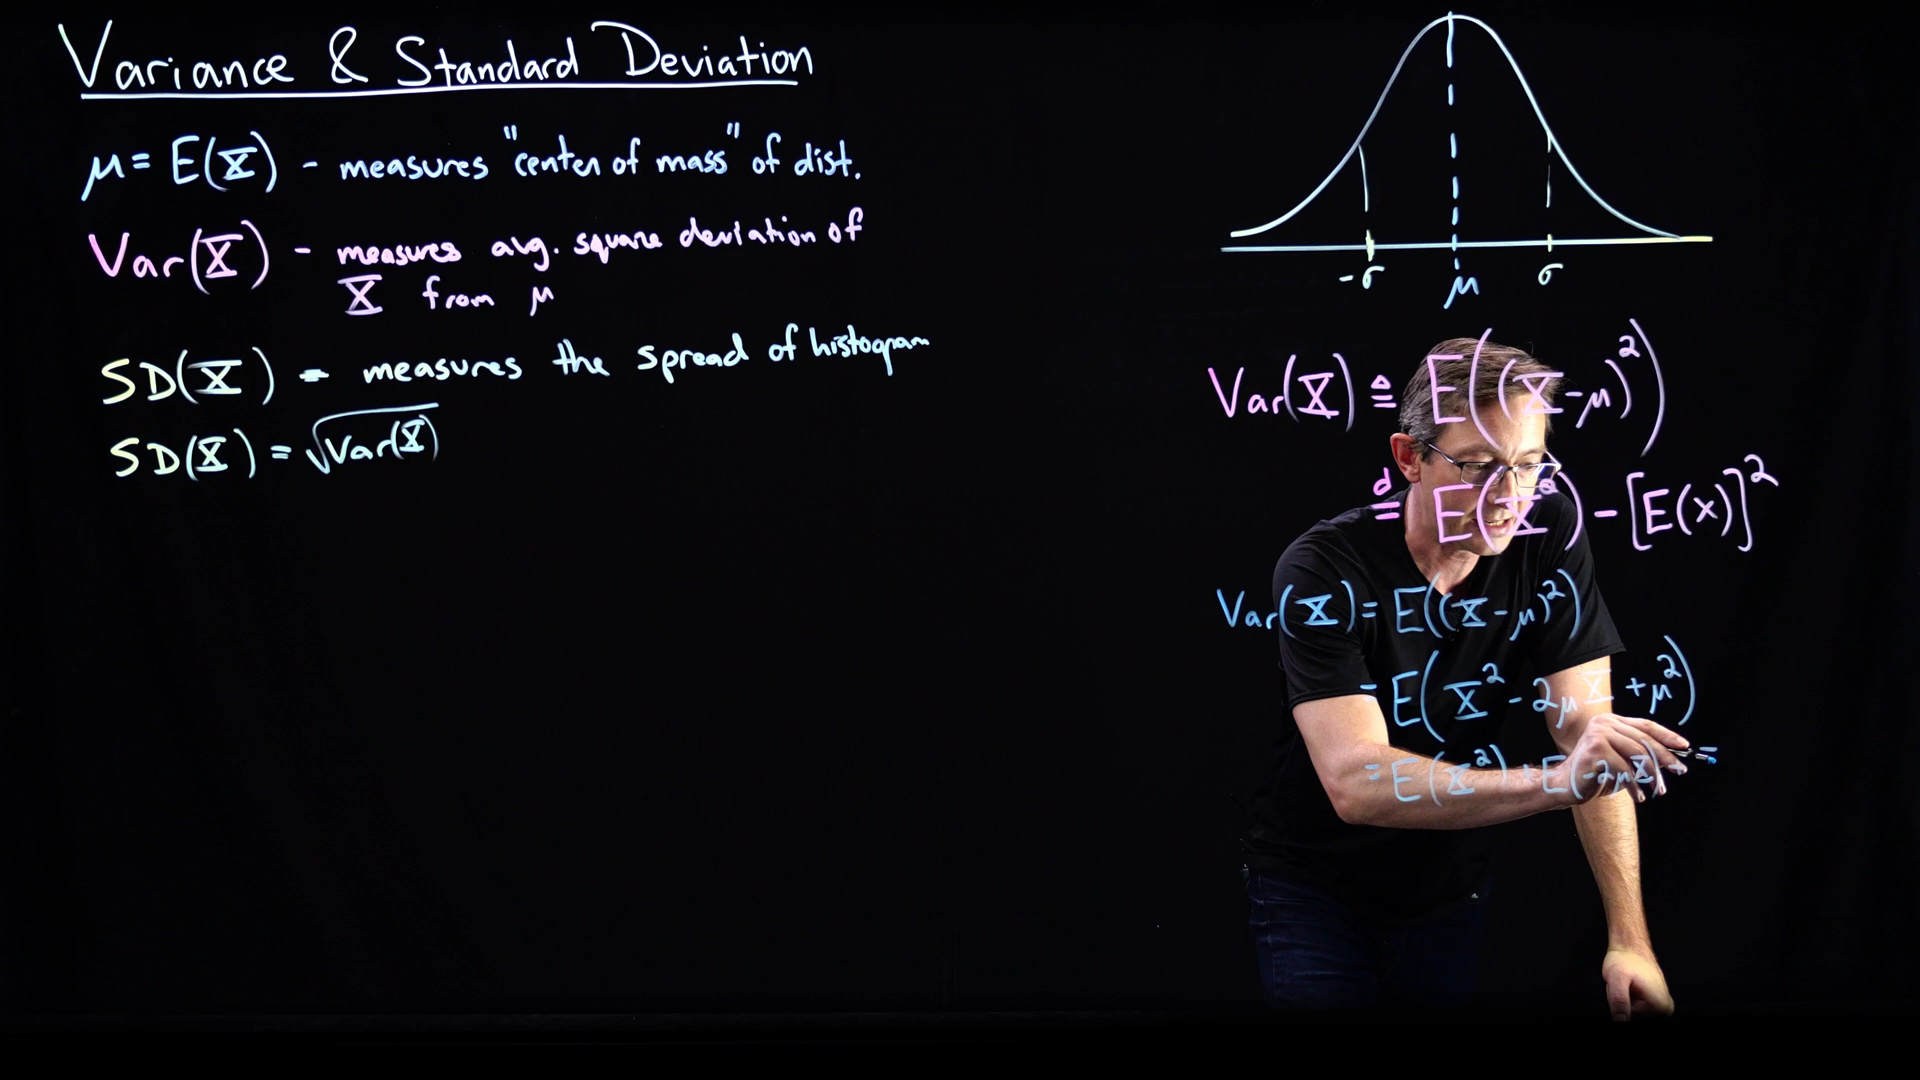 Variance & Standard Deviation
μ = E(X) - measures "center of mass" of dist.
Var(X) - measures avg. square deviation of
X from μ
SD(X) - measures the spread of histogram
SD(X) = √Var(X)
-σ μ σ
Var(X) ≜ E((X-μ)²)
≝ E(X²) - [E(x)]²
Var(X) = E((X-μ)²)
= E(X² - 2μX + μ²)
= E(X²) + E(-2μX) +